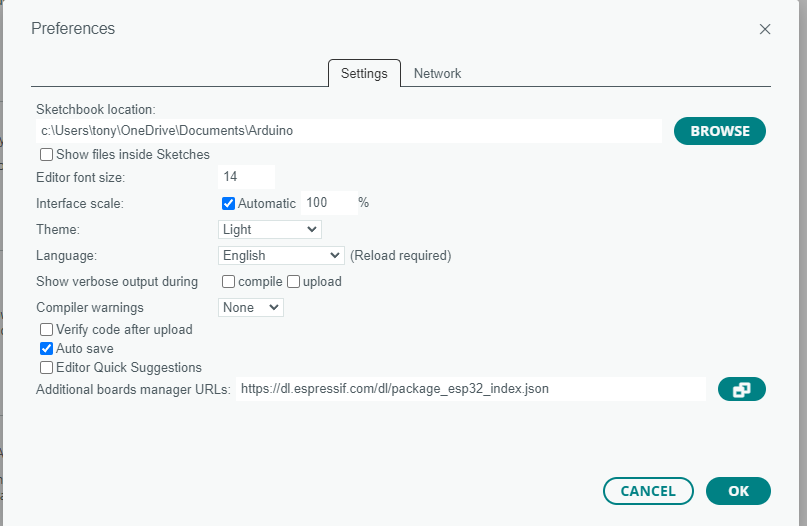 Preferences
Settings Network
Sketchbook location:
c:\Users\tony\OneDrive\Documents\Arduino
BROWSE
Show files inside Sketches
Editor font size: 14
Interface scale: Automatic 100 %
Theme: Light
Language: English (Reload required)
Show verbose output during compile upload
Compiler warnings None
Verify code after upload
Auto save
Editor Quick Suggestions
Additional boards manager URLs: https://dl.espressif.com/dl/package_esp32_index.json
CANCEL OK